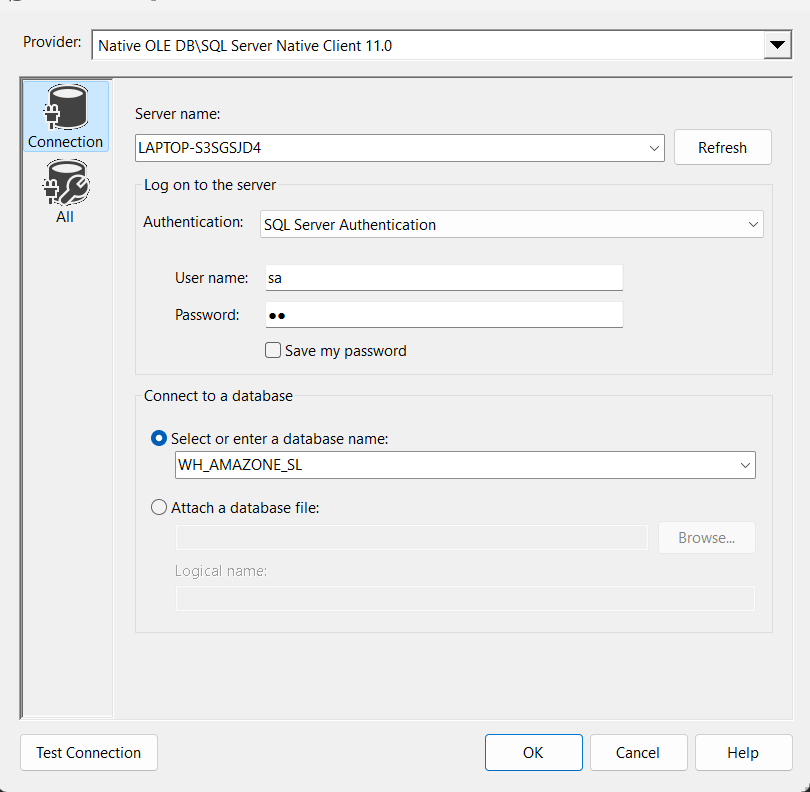 Provider: Native OLE DB\SQL Server Native Client 11.0
Connection
All
Server name:
LAPTOP-S3SGSJD4 Refresh
Log on to the server
Authentication: SQL Server Authentication
User name: sa
Password: ●●
Save my password
Connect to a database
Select or enter a database name:
WH_AMAZONE_SL
Attach a database file:
Browse...
Logical name:
Test Connection OK Cancel Help